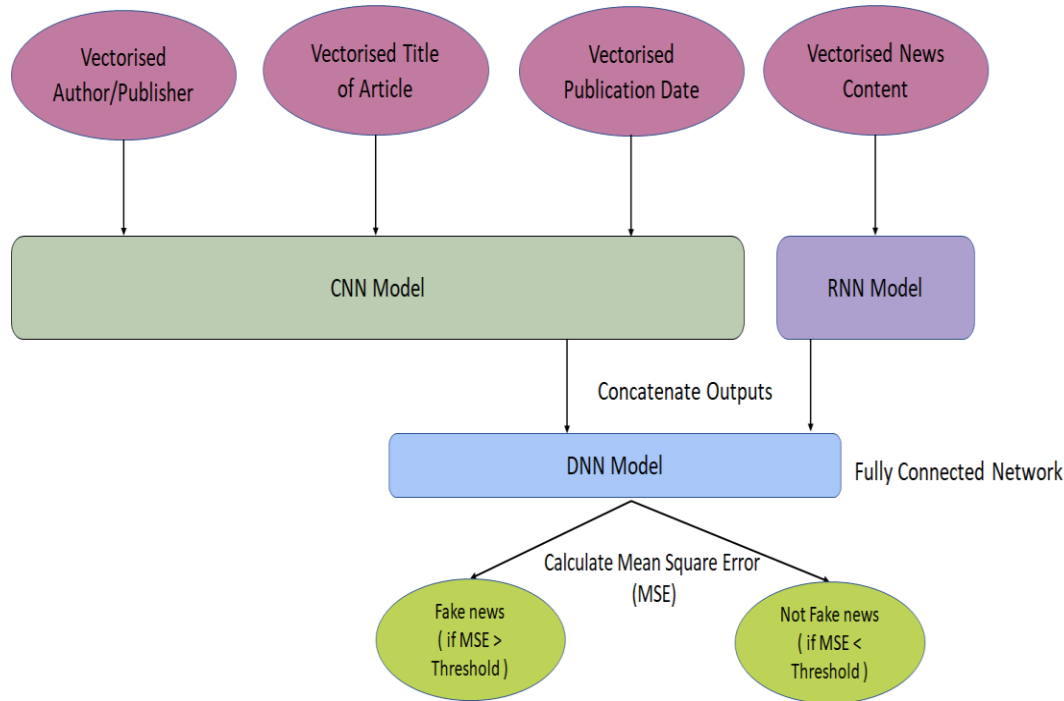 Vectorised
Author/Publisher
Vectorised Title
of Article
Vectorised
Publication Date
Vectorised News
Content
CNN Model
RNN Model
Concatenate Outputs
DNN Model
Fully Connected Network
Calculate Mean Square Error
(MSE)
Fake news
( if MSE >
Threshold )
Not Fake news
( if MSE <
Threshold )